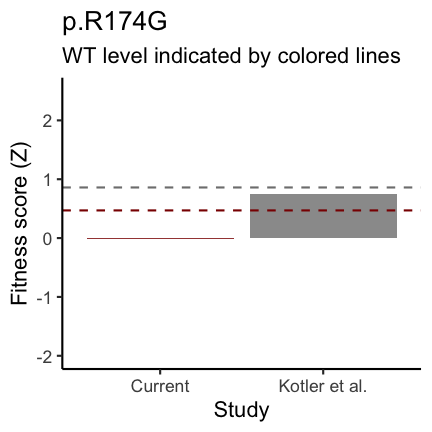 p.R174G
WT level indicated by colored lines
Fitness score (Z)
2
1
0
-1
-2
Current
Kotler et al.
Study